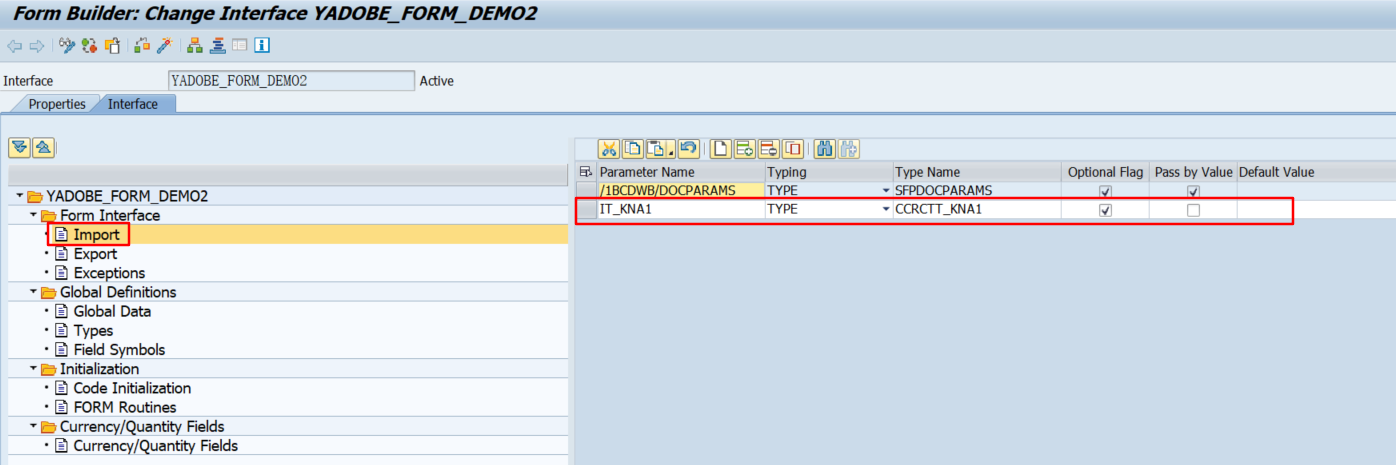 Form Builder: Change Interface YADOBE_FORM_DEMO2
Interface YADOBE_FORM_DEMO2 Active
Properties Interface
Parameter Name Typing Type Name Optional Flag Pass by Value Default Value
/1BCDWB/DOCPARAMS TYPE SFPDOCPARAMS
IT_KNA1 TYPE CCRCTT_KNA1
YADOBE_FORM_DEMO2
Form Interface
Import
Export
Exceptions
Global Definitions
Global Data
Types
Field Symbols
Initialization
Code Initialization
FORM Routines
Currency/Quantity Fields
Currency/Quantity Fields